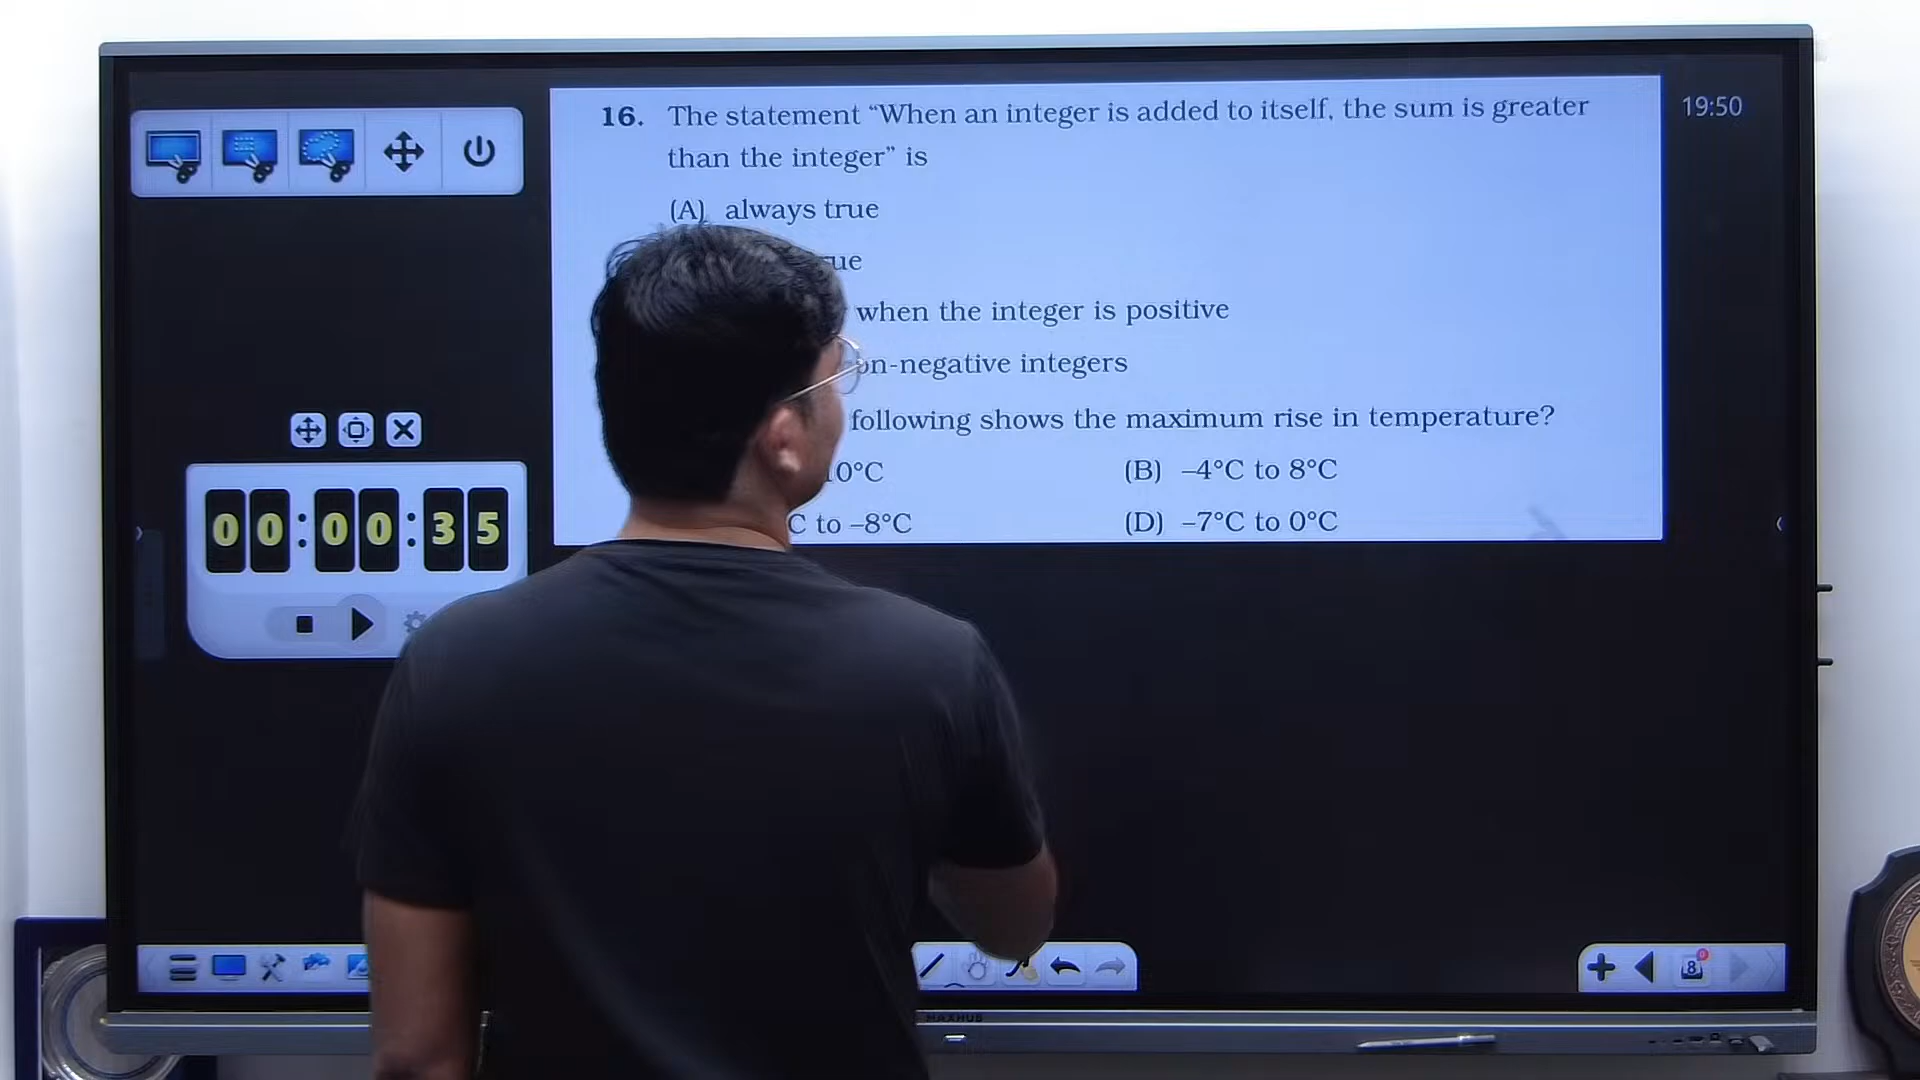 16. The statement “When an integer is added to itself, the sum is greater
19:50
than the integer” is
(A) always true
when the integer is positive
integers
following shows the maximum rise in temperature?
10°C
(B) –4°C to 8°C
C to –8°C
(D) –7°C to 0°C
00:00:35
8
MAXHUB